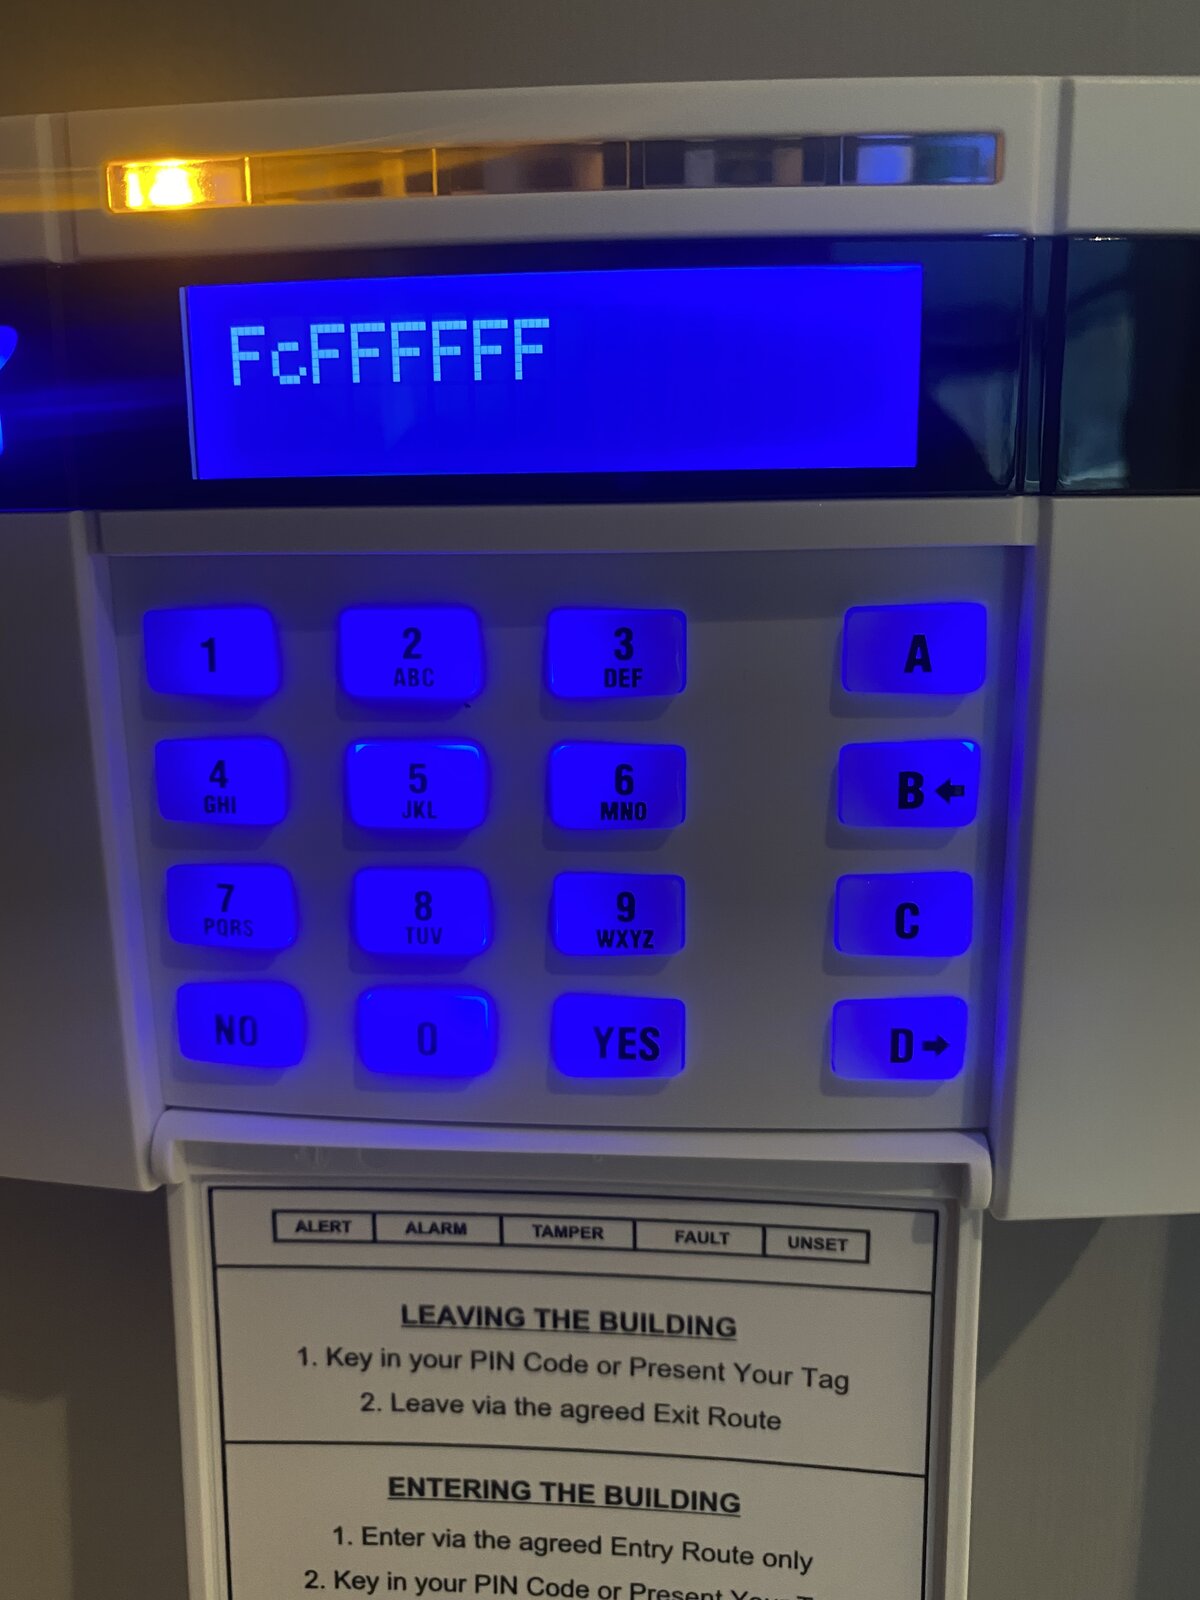 FcFFFFFF
1
2
ABC
3
DEF
A
4
GHI
5
JKL
6
MNO
B
7
PQRS
8
TUV
9
WXYZ
C
NO
0
YES
D
ALERT ALARM TAMPER FAULT UNSET
LEAVING THE BUILDING
1. Key in your PIN Code or Present Your Tag
2. Leave via the agreed Exit Route
ENTERING THE BUILDING
1. Enter via the agreed Entry Route only
2. Key in your PIN Code or Present